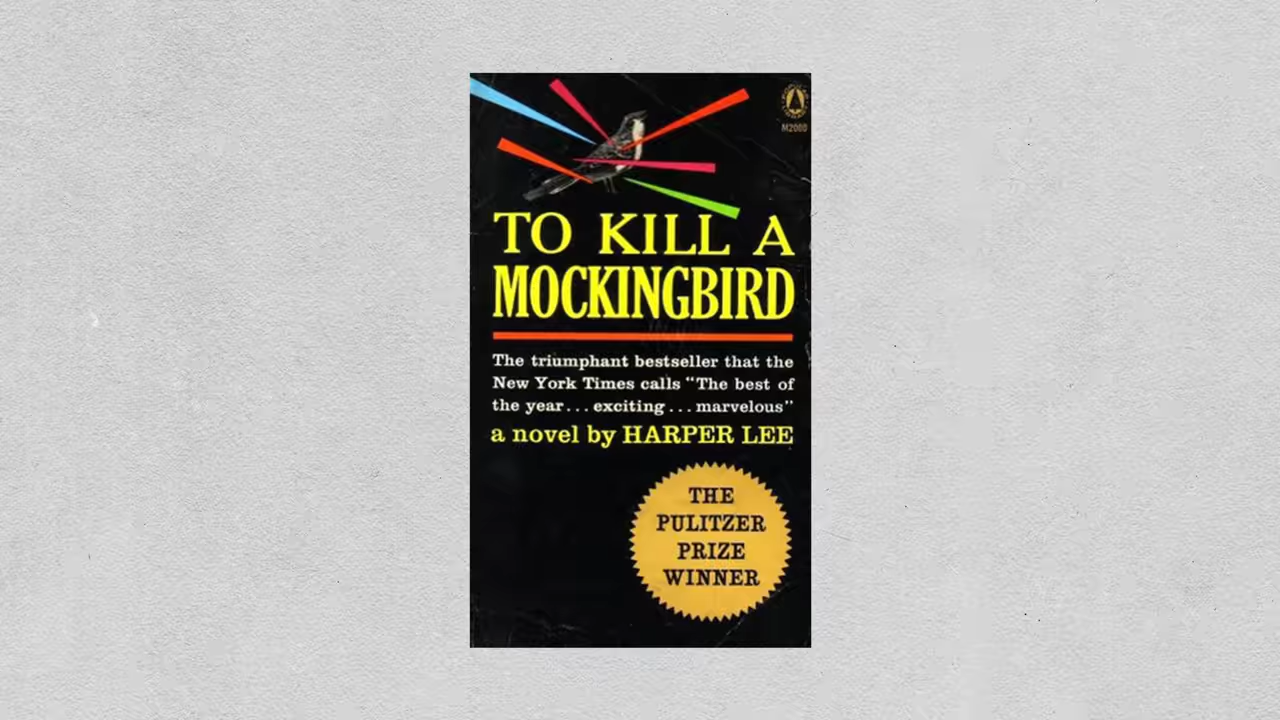 M2000
TO KILL A
MOCKINGBIRD
The triumphant bestseller that the
New York Times calls “The best of
the year... exciting... marvelous”
a novel by HARPER LEE
THE
PULITZER
PRIZE
WINNER